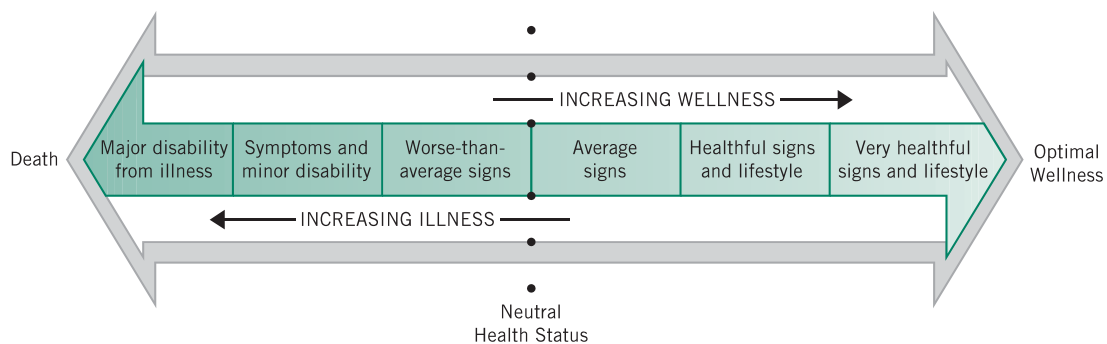 INCREASING WELLNESS
Death
Major disability
from illness
Symptoms and
minor disability
Worse-than-
average signs
Average
signs
Healthful signs
and lifestyle
Very healthful
signs and lifestyle
Optimal
Wellness
INCREASING ILLNESS
Neutral
Health Status